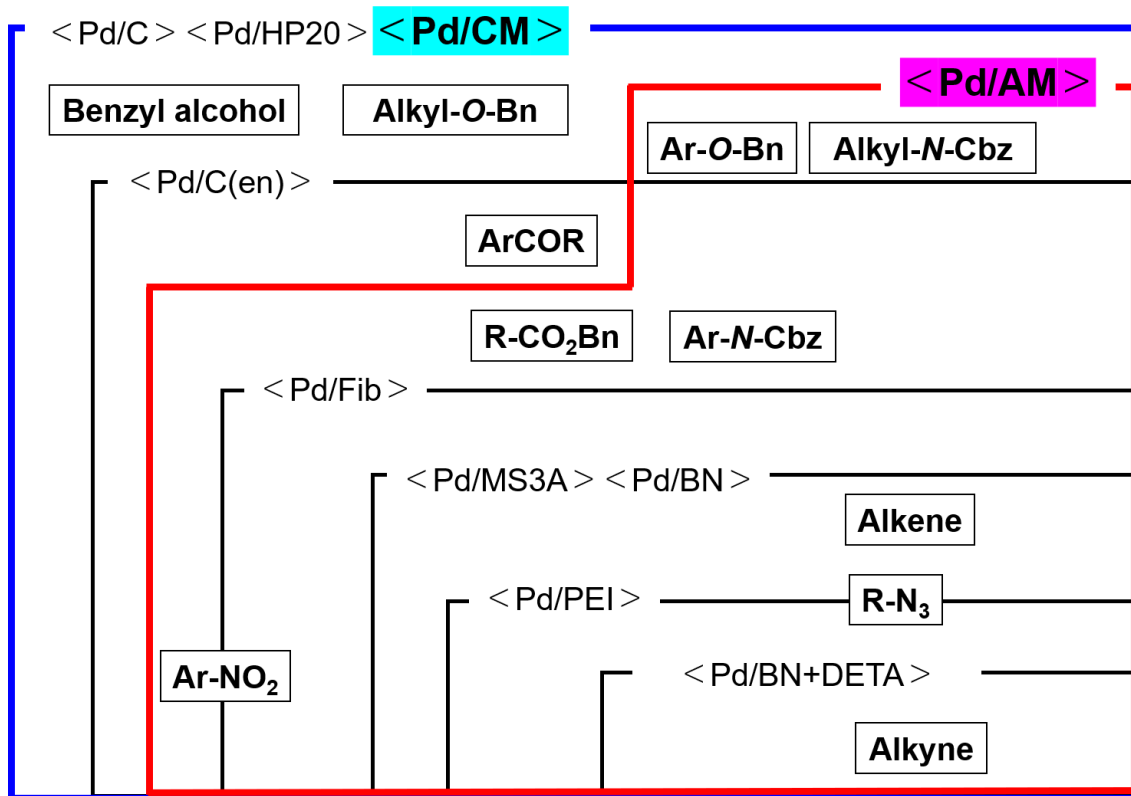 ＜Pd/C＞ ＜Pd/HP20＞ ＜Pd/CM＞
＜Pd/AM＞
Benzyl alcohol
Alkyl-O-Bn
Ar-O-Bn
Alkyl-N-Cbz
＜Pd/C(en)＞
ArCOR
R-CO₂Bn
Ar-N-Cbz
＜Pd/Fib＞
＜Pd/MS3A＞ ＜Pd/BN＞
Alkene
＜Pd/PEI＞
R-N₃
Ar-NO₂
＜Pd/BN+DETA＞
Alkyne